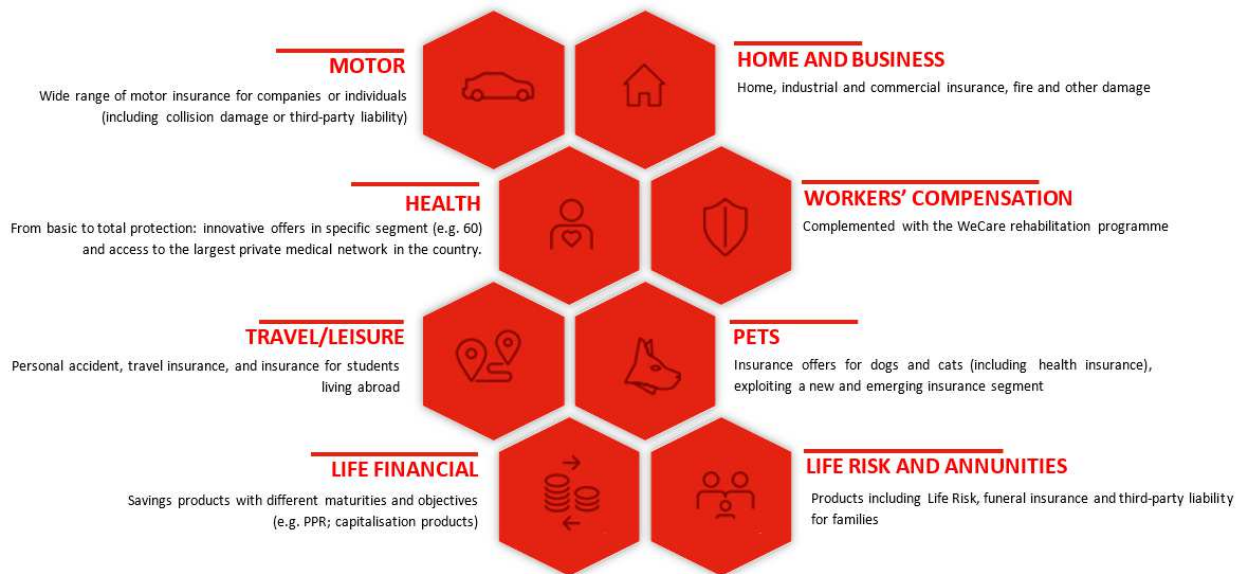 MOTOR
Wide range of motor insurance for companies or individuals
(including collision damage or third-party liability)
HOME AND BUSINESS
Home, industrial and commercial insurance, fire and other damage
HEALTH
From basic to total protection: innovative offers in specific segment (e.g. 60)
and access to the largest private medical network in the country.
WORKERS' COMPENSATION
Complemented with the WeCare rehabilitation programme
TRAVEL/LEISURE
Personal accident, travel insurance, and insurance for students
living abroad
PETS
Insurance offers for dogs and cats (including health insurance),
exploiting a new and emerging insurance segment
LIFE FINANCIAL
Savings products with different maturities and objectives
(e.g. PPR; capitalisation products)
LIFE RISK AND ANNUNITIES
Products including Life Risk, funeral insurance and third-party liability
for families